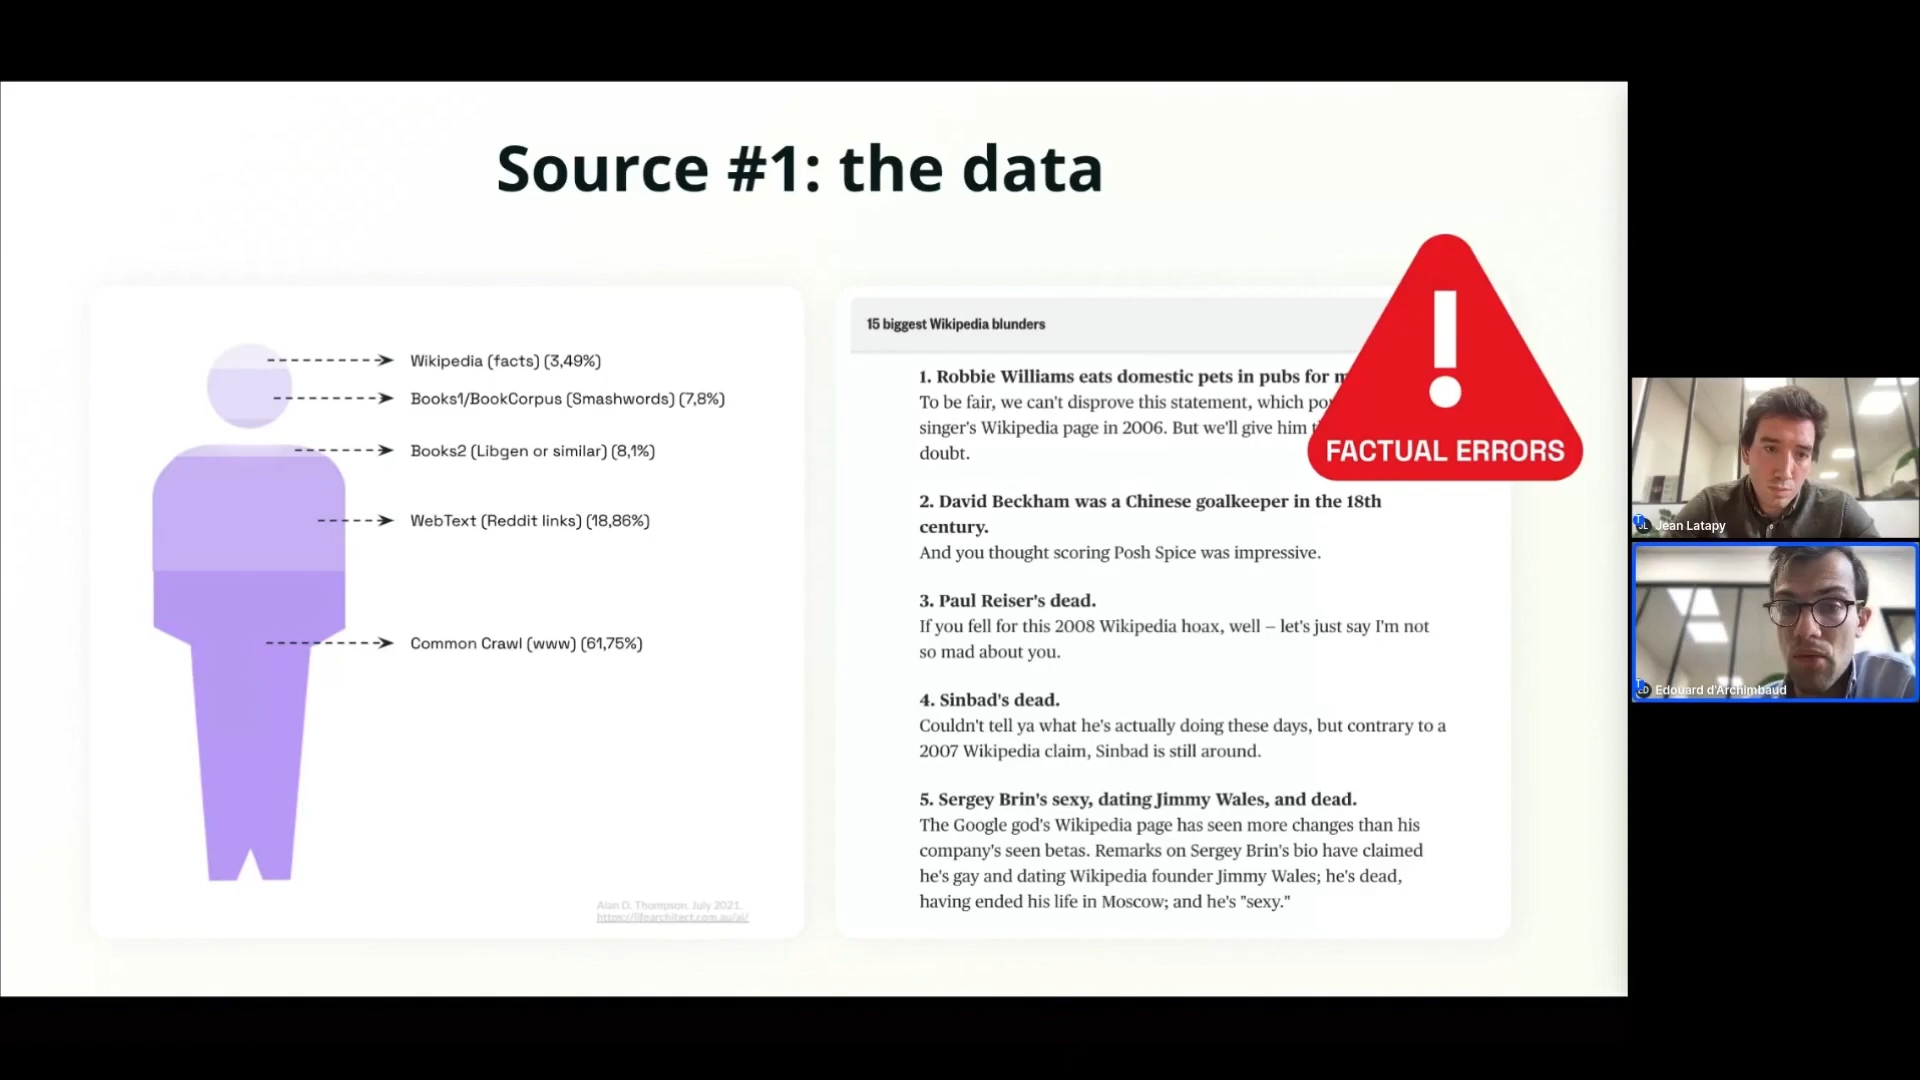 Source #1: the data
Wikipedia (facts) (3,49%)
Books1/BookCorpus (Smashwords) (7,8%)
Books2 (Libgen or similar) (8,1%)
WebText (Reddit links) (18,86%)
Common Crawl (www) (61,75%)
Alan D. Thompson. July 2021.
https://lifearchitect.com.au/ai/
15 biggest Wikipedia blunders
1. Robbie Williams eats domestic pets in pubs for
To be fair, we can't disprove this statement, which
singer's Wikipedia page in 2006. But we'll give him
doubt.
2. David Beckham was a Chinese goalkeeper in the 18th
century.
And you thought scoring Posh Spice was impressive.
3. Paul Reiser's dead.
If you fell for this 2008 Wikipedia hoax, well – let's just say I'm not
so mad about you.
4. Sinbad's dead.
Couldn't tell ya what he's actually doing these days, but contrary to a
2007 Wikipedia claim, Sinbad is still around.
5. Sergey Brin's sexy, dating Jimmy Wales, and dead.
The Google god's Wikipedia page has seen more changes than his
company's seen betas. Remarks on Sergey Brin's bio have claimed
he's gay and dating Wikipedia founder Jimmy Wales; he's dead,
having ended his life in Moscow; and he's "sexy."
FACTUAL ERRORS
Jean Latapy
Edouard d'Archimbaud